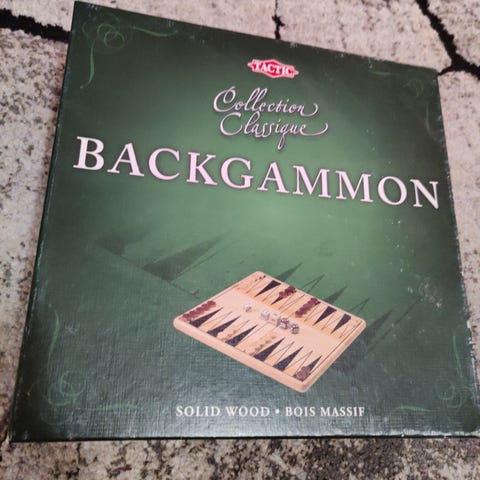 TACTIC
Collection
Classique
BACKGAMMON
SOLID WOOD • BOIS MASSIF